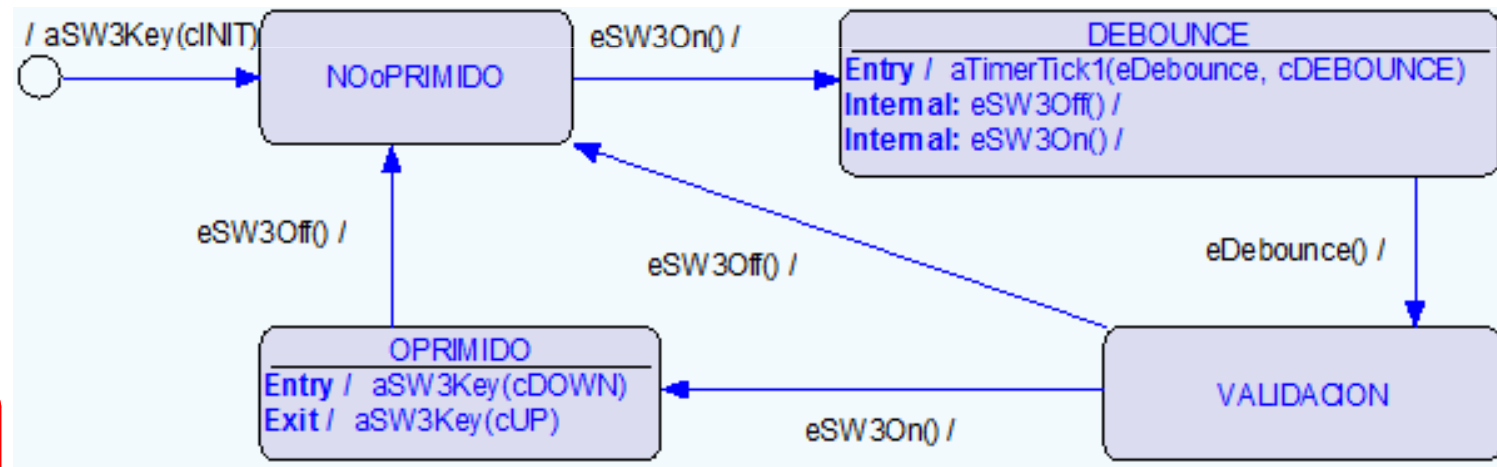 / aSW3Key(cINIT)
NOoPRIMIDO
eSW3On() /
DEBOUNCE
Entry / aTimerTick1(eDebounce, cDEBOUNCE)
Internal: eSW3Off() /
Internal: eSW3On() /
eSW3Off() /
eSW3Off() /
eDebounce() /
OPRIMIDO
Entry / aSW3Key(cDOWN)
Exit / aSW3Key(cUP)
eSW3On() /
VALIDACION